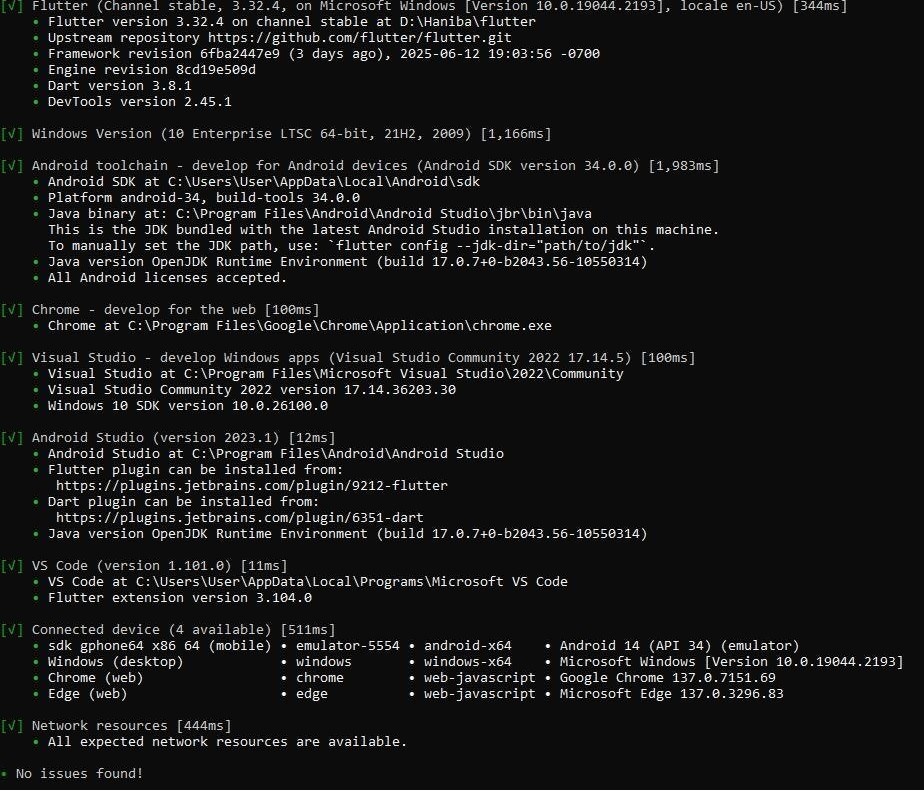 [√] Flutter (Channel stable, 3.32.4, on Microsoft Windows [Version 10.0.19044.2193], locale en-US) [344ms]
• Flutter version 3.32.4 on channel stable at D:\Haniba\flutter
• Upstream repository https://github.com/flutter/flutter.git
• Framework revision 6fba2447e9 (3 days ago), 2025-06-12 19:03:56 -0700
• Engine revision 8cd19e509d
• Dart version 3.8.1
• DevTools version 2.45.1
[√] Windows Version (10 Enterprise LTSC 64-bit, 21H2, 2009) [1,166ms]
[√] Android toolchain - develop for Android devices (Android SDK version 34.0.0) [1,983ms]
• Android SDK at C:\Users\User\AppData\Local\Android\sdk
• Platform android-34, build-tools 34.0.0
• Java binary at: C:\Program Files\Android\Android Studio\jbr\bin\java
This is the JDK bundled with the latest Android Studio installation on this machine.
To manually set the JDK path, use: `flutter config --jdk-dir="path/to/jdk"`.
• Java version OpenJDK Runtime Environment (build 17.0.7+0-b2043.56-10550314)
• All Android licenses accepted.
[√] Chrome - develop for the web [100ms]
• Chrome at C:\Program Files\Google\Chrome\Application\chrome.exe
[√] Visual Studio - develop Windows apps (Visual Studio Community 2022 17.14.5) [100ms]
• Visual Studio at C:\Program Files\Microsoft Visual Studio\2022\Community
• Visual Studio Community 2022 version 17.14.36203.30
• Windows 10 SDK version 10.0.26100.0
[√] Android Studio (version 2023.1) [12ms]
• Android Studio at C:\Program Files\Android\Android Studio
• Flutter plugin can be installed from:
https://plugins.jetbrains.com/plugin/9212-flutter
• Dart plugin can be installed from:
https://plugins.jetbrains.com/plugin/6351-dart
• Java version OpenJDK Runtime Environment (build 17.0.7+0-b2043.56-10550314)
[√] VS Code (version 1.101.0) [11ms]
• VS Code at C:\Users\User\AppData\Local\Programs\Microsoft VS Code
• Flutter extension version 3.104.0
[√] Connected device (4 available) [511ms]
• sdk gphone64 x86 64 (mobile) • emulator-5554 • android-x64 • Android 14 (API 34) (emulator)
• Windows (desktop) • windows • windows-x64 • Microsoft Windows [Version 10.0.19044.2193]
• Chrome (web) • chrome • web-javascript • Google Chrome 137.0.7151.69
• Edge (web) • edge • web-javascript • Microsoft Edge 137.0.3296.83
[√] Network resources [444ms]
• All expected network resources are available.
• No issues found!